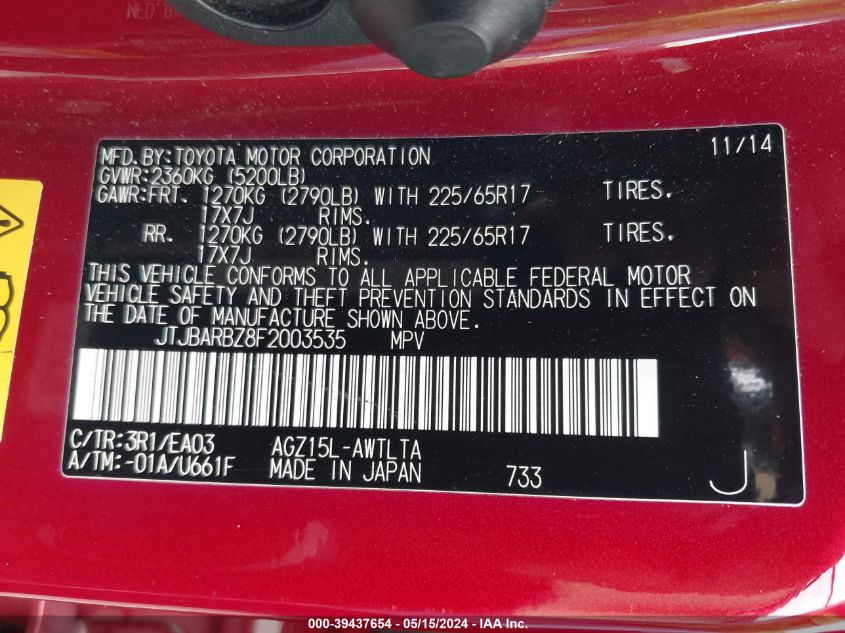 MFD. BY: TOYOTA MOTOR CORPORATION 11/14
GVWR: 2360KG (5200LB)
GAWR: FRT. 1270KG (2790LB) WITH 225/65R17 TIRES.
17X7J RIMS.
RR. 1270KG (2790LB) WITH 225/65R17 TIRES.
17X7J RIMS.
THIS VEHICLE CONFORMS TO ALL APPLICABLE FEDERAL MOTOR
VEHICLE SAFETY AND THEFT PREVENTION STANDARDS IN EFFECT ON
THE DATE OF MANUFACTURE SHOWN ABOVE.
JTJBARBZ8F2003535 MPV
C/TR: 3R1/EA03 AGZ15L-AWTLTA
A/TM: -01A/U661F MADE IN JAPAN 733 J
000-39437654 - 05/15/2024 - IAA Inc.